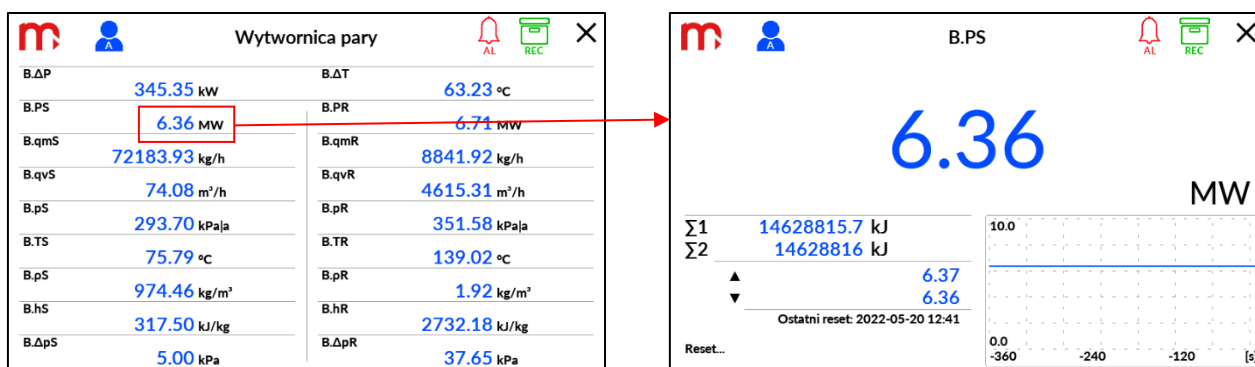 m
A
Wytwornica pary
AL
REC
B.ΔP
345.35 kW
B.ΔT
63.23 °C
B.PS
6.36 MW
B.PR
6.71 MW
B.qmS
72183.93 kg/h
B.qmR
8841.92 kg/h
B.qvS
74.08 m³/h
B.qvR
4615.31 m³/h
B.pS
293.70 kPa|a
B.pR
351.58 kPa|a
B.TS
75.79 °C
B.TR
139.02 °C
B.ρS
974.46 kg/m³
B.ρR
1.92 kg/m³
B.hS
317.50 kJ/kg
B.hR
2732.18 kJ/kg
B.ΔpS
5.00 kPa
B.ΔpR
37.65 kPa
m
A
B.PS
AL
REC
6.36
MW
∑1 14628815.7 kJ
∑2 14628816 kJ
▲ 6.37
▼ 6.36
Ostatni reset: 2022-05-20 12:41
Reset...
10.0
0.0
-360 -240 -120 [s]